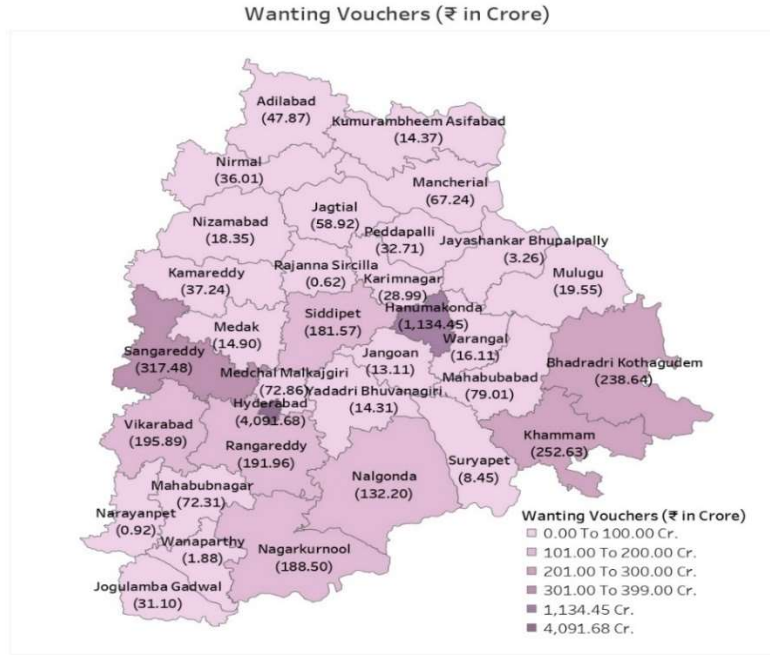 Wanting Vouchers (₹ in Crore)
Adilabad
(47.87)
Kumurambheem Asifabad
(14.37)
Nirmal
(36.01)
Mancherial
(67.24)
Jagtial
(58.92)
Nizamabad
(18.35)
Peddapalli
(32.71)
Jayashankar Bhupalpally
(3.26)
Kamareddy
(37.24)
Rajanna Sircilla
(0.62)
Karimnagar
(28.99)
Mulugu
(19.55)
Siddipet
(181.57)
Hanumakonda
(1,134.45)
Medak
(14.90)
Warangal
(16.11)
Sangareddy
(317.48)
Jangoan
(13.11)
Bhadradri Kothagudem
(238.64)
Medchal Malkajgiri
(72.86)
Mahabubabad
(79.01)
Yadadri Bhuvanagiri
(14.31)
Hyderabad
(4,091.68)
Vikarabad
(195.89)
Rangareddy
(191.96)
Khammam
(252.63)
Suryapet
(8.45)
Nalgonda
(132.20)
Mahabubnagar
(72.31)
Narayanpet
(0.92)
Wanaparthy
(1.88)
Nagarkurnool
(188.50)
Jogulamba Gadwal
(31.10)
Wanting Vouchers (₹ in Crore)
0.00 To 100.00 Cr.
101.00 To 200.00 Cr.
201.00 To 300.00 Cr.
301.00 To 399.00 Cr.
1,134.45 Cr.
4,091.68 Cr.